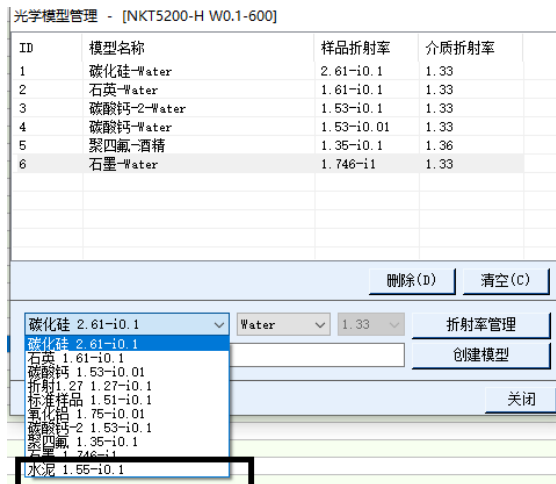 光学模型管理 - [NKT5200-H W0.1-600]
ID 模型名称 样品折射率 介质折射率
1 碳化硅-Water 2.61-i0.1 1.33
2 石英-Water 1.61-i0.1 1.33
3 碳酸钙-2-Water 1.53-i0.1 1.33
4 碳酸钙-Water 1.53-i0.01 1.33
5 聚四氟-酒精 1.35-i0.1 1.36
6 石墨-Water 1.746-i1 1.33
删除(D) 清空(C)
碳化硅 2.61-i0.1 Water 1.33 折射率管理
碳化硅 2.61-i0.1
石英 1.61-i0.1 创建模型
碳酸钙 1.53-i0.01
折射1.27 1.27-i0.1
标准样品 1.51-i0.1 关闭
氧化铝 1.75-i0.01
碳酸钙-2 1.53-i0.1
聚四氟 1.35-i0.1
石墨 1.746-i1
水泥 1.55-i0.1